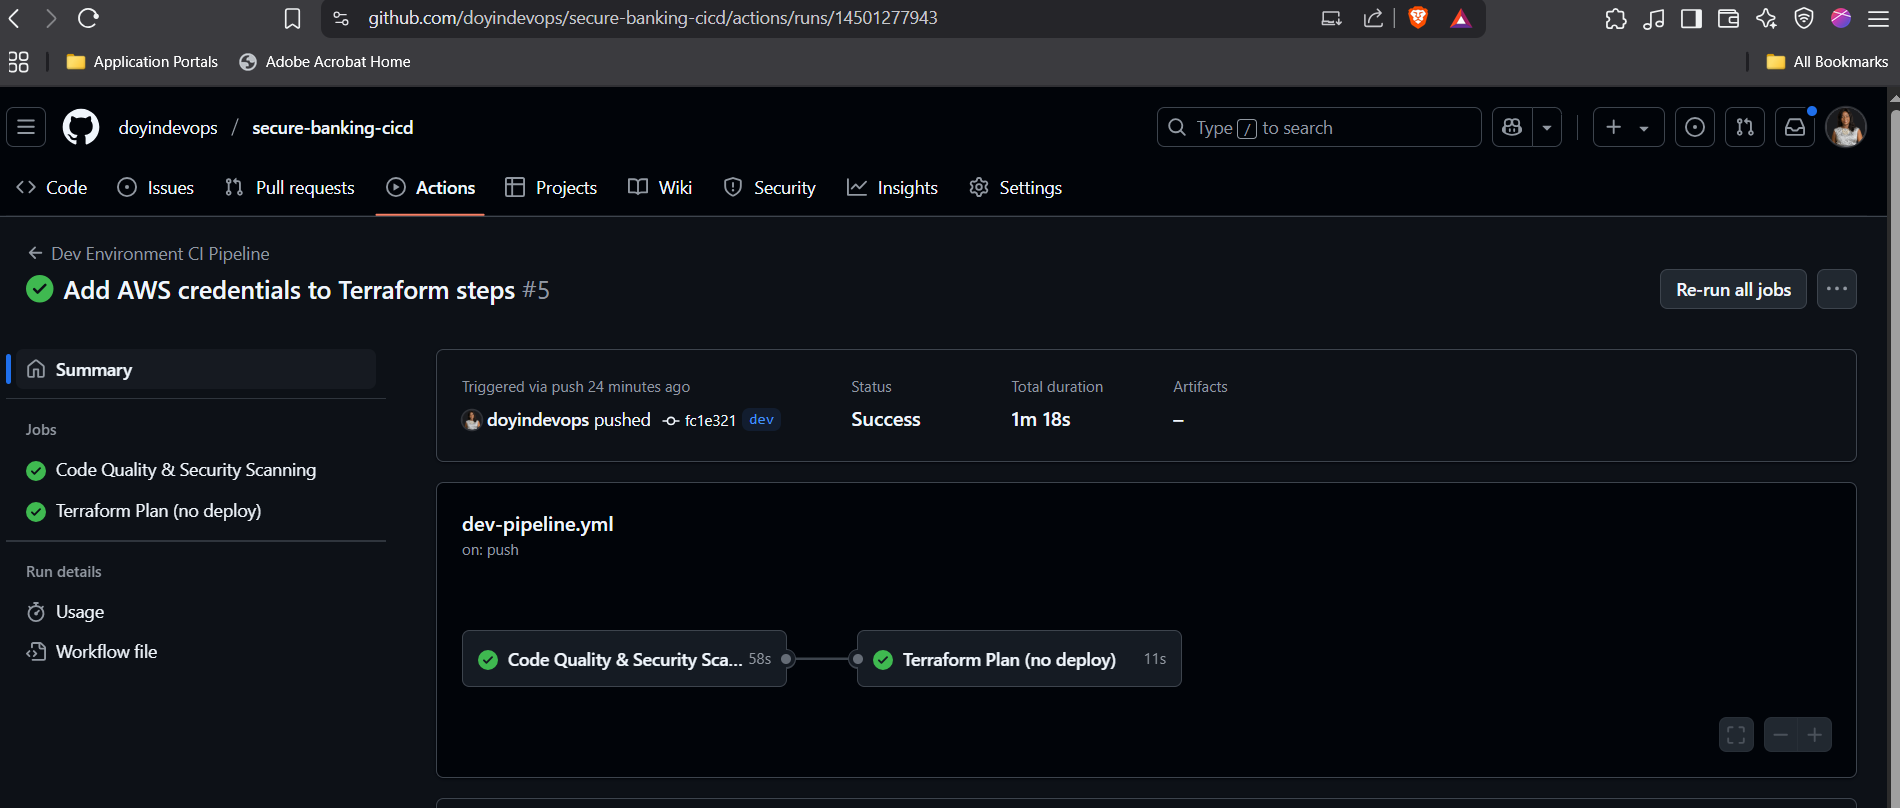 github.com/doyindevops/secure-banking-cicd/actions/runs/14501277943
Application Portals Adobe Acrobat Home All Bookmarks
doyindevops / secure-banking-cicd Type / to search
Code Issues Pull requests Actions Projects Wiki Security Insights Settings
Dev Environment CI Pipeline
Add AWS credentials to Terraform steps #5
Re-run all jobs
Summary
Jobs
Code Quality & Security Scanning
Terraform Plan (no deploy)
Run details
Usage
Workflow file
Triggered via push 24 minutes ago Status Total duration Artifacts
doyindevops pushed fc1e321 dev Success 1m 18s –
dev-pipeline.yml
on: push
Code Quality & Security Sca... 58s Terraform Plan (no deploy) 11s